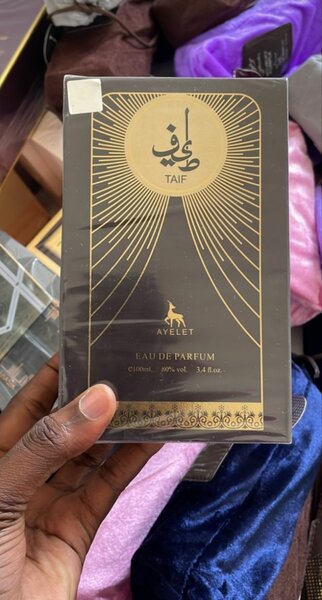 طايف
TAIF
AYELET
EAU DE PARFUM
℮100ml. 80% vol. 3.4 fl.oz.